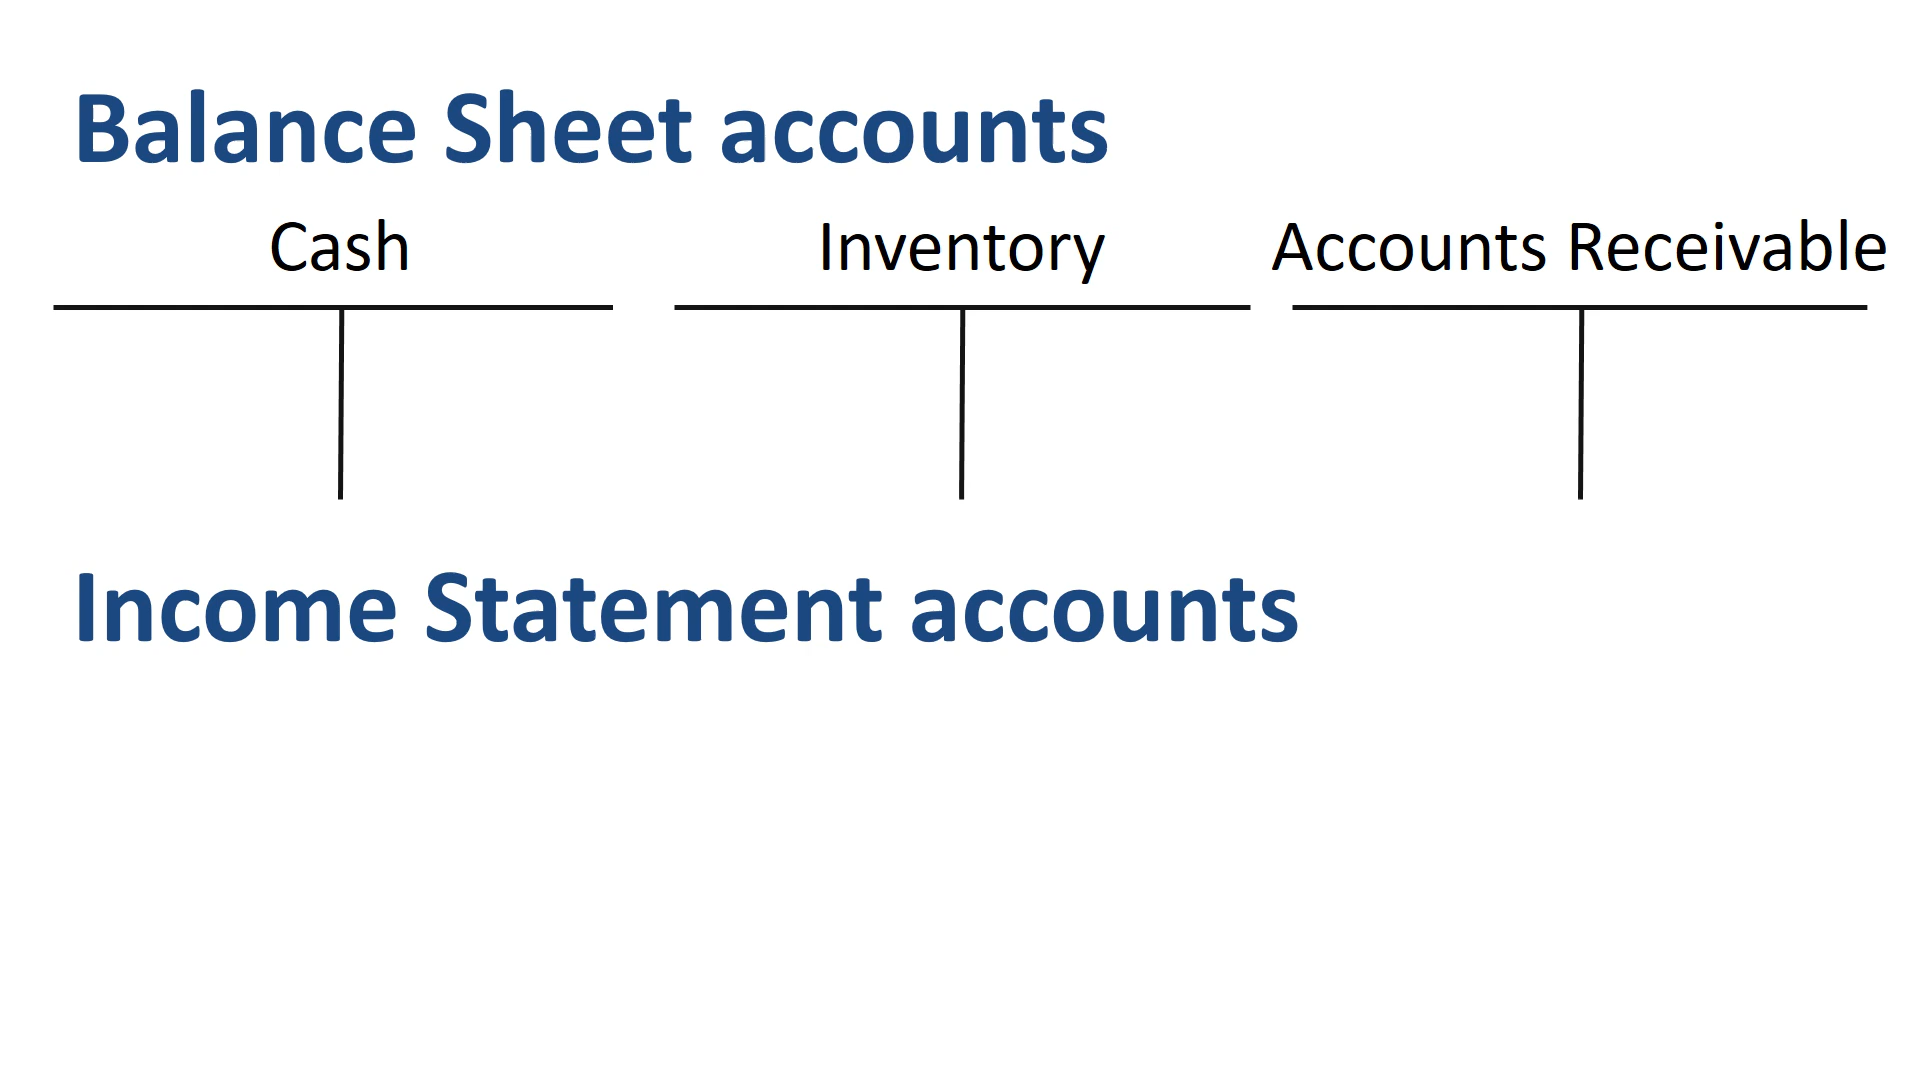 Balance Sheet accounts
Cash Inventory Accounts Receivable
Income Statement accounts